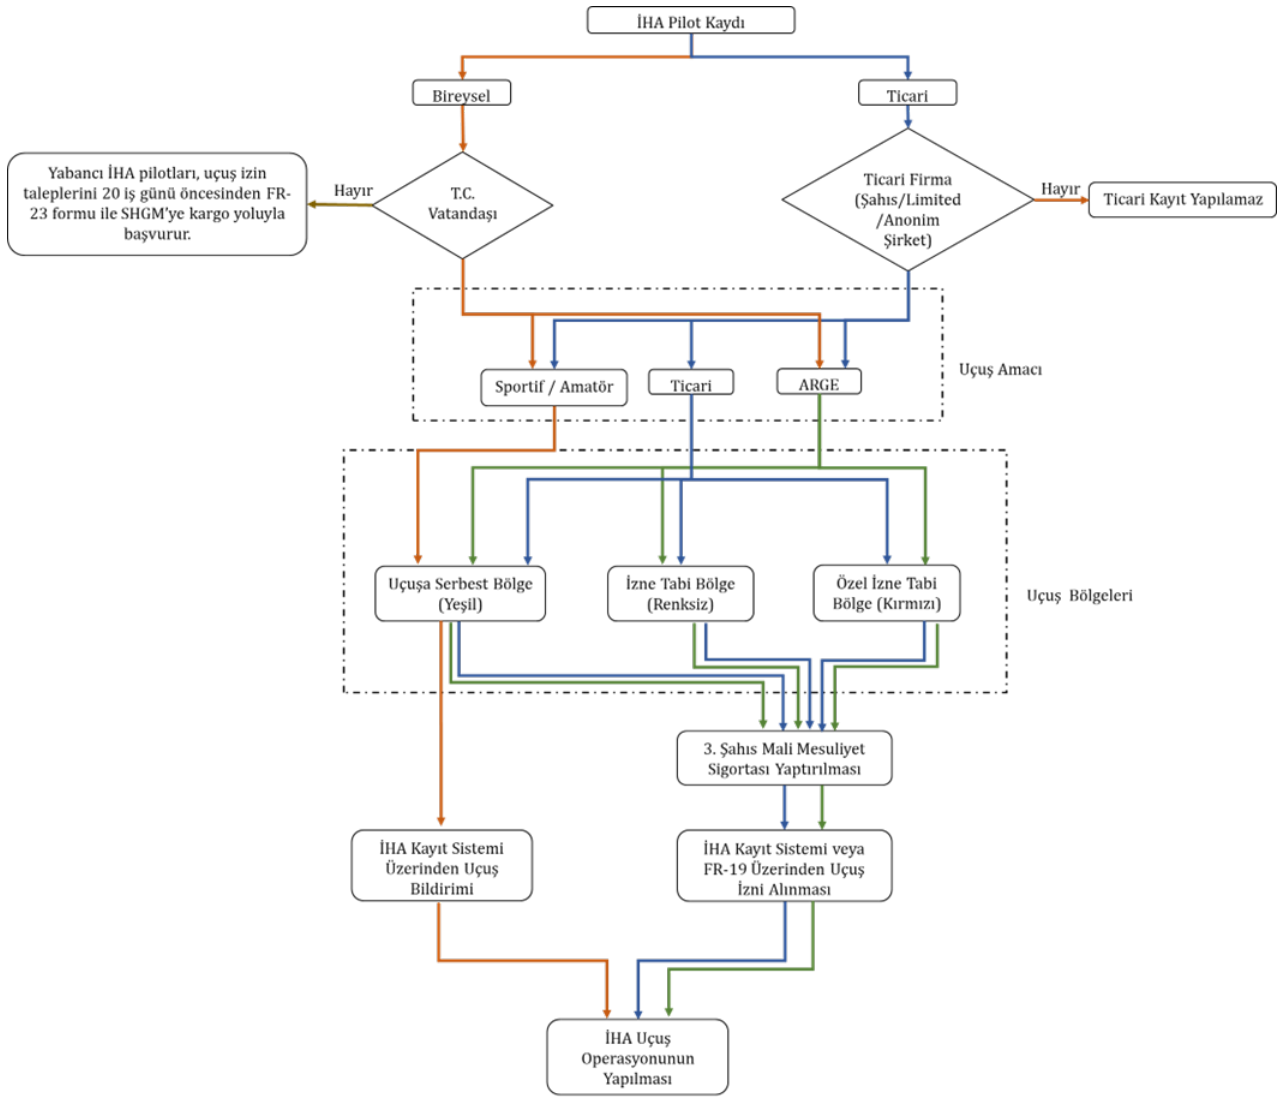 İHA Pilot Kaydı
Bireysel
Ticari
Yabancı İHA pilotları, uçuş izin
taleplerini 20 iş günü öncesinden FR-
23 formu ile SHGM'ye kargo yoluyla
başvurur.
Hayır
T.C.
Vatandaşı
Ticari Firma
(Şahıs/Limited
/Anonim
Şirket)
Hayır
Ticari Kayıt Yapılamaz
Uçuş Amacı
Sportif / Amatör
Ticari
ARGE
Uçuşa Serbest Bölge
(Yeşil)
İzne Tabi Bölge
(Renksiz)
Özel İzne Tabi
Bölge (Kırmızı)
Uçuş Bölgeleri
3. Şahıs Mali Mesuliyet
Sigortası Yaptırılması
İHA Kayıt Sistemi
Üzerinden Uçuş
Bildirimi
İHA Kayıt Sistemi veya
FR-19 Üzerinden Uçuş
İzni Alınması
İHA Uçuş
Operasyonunun
Yapılması